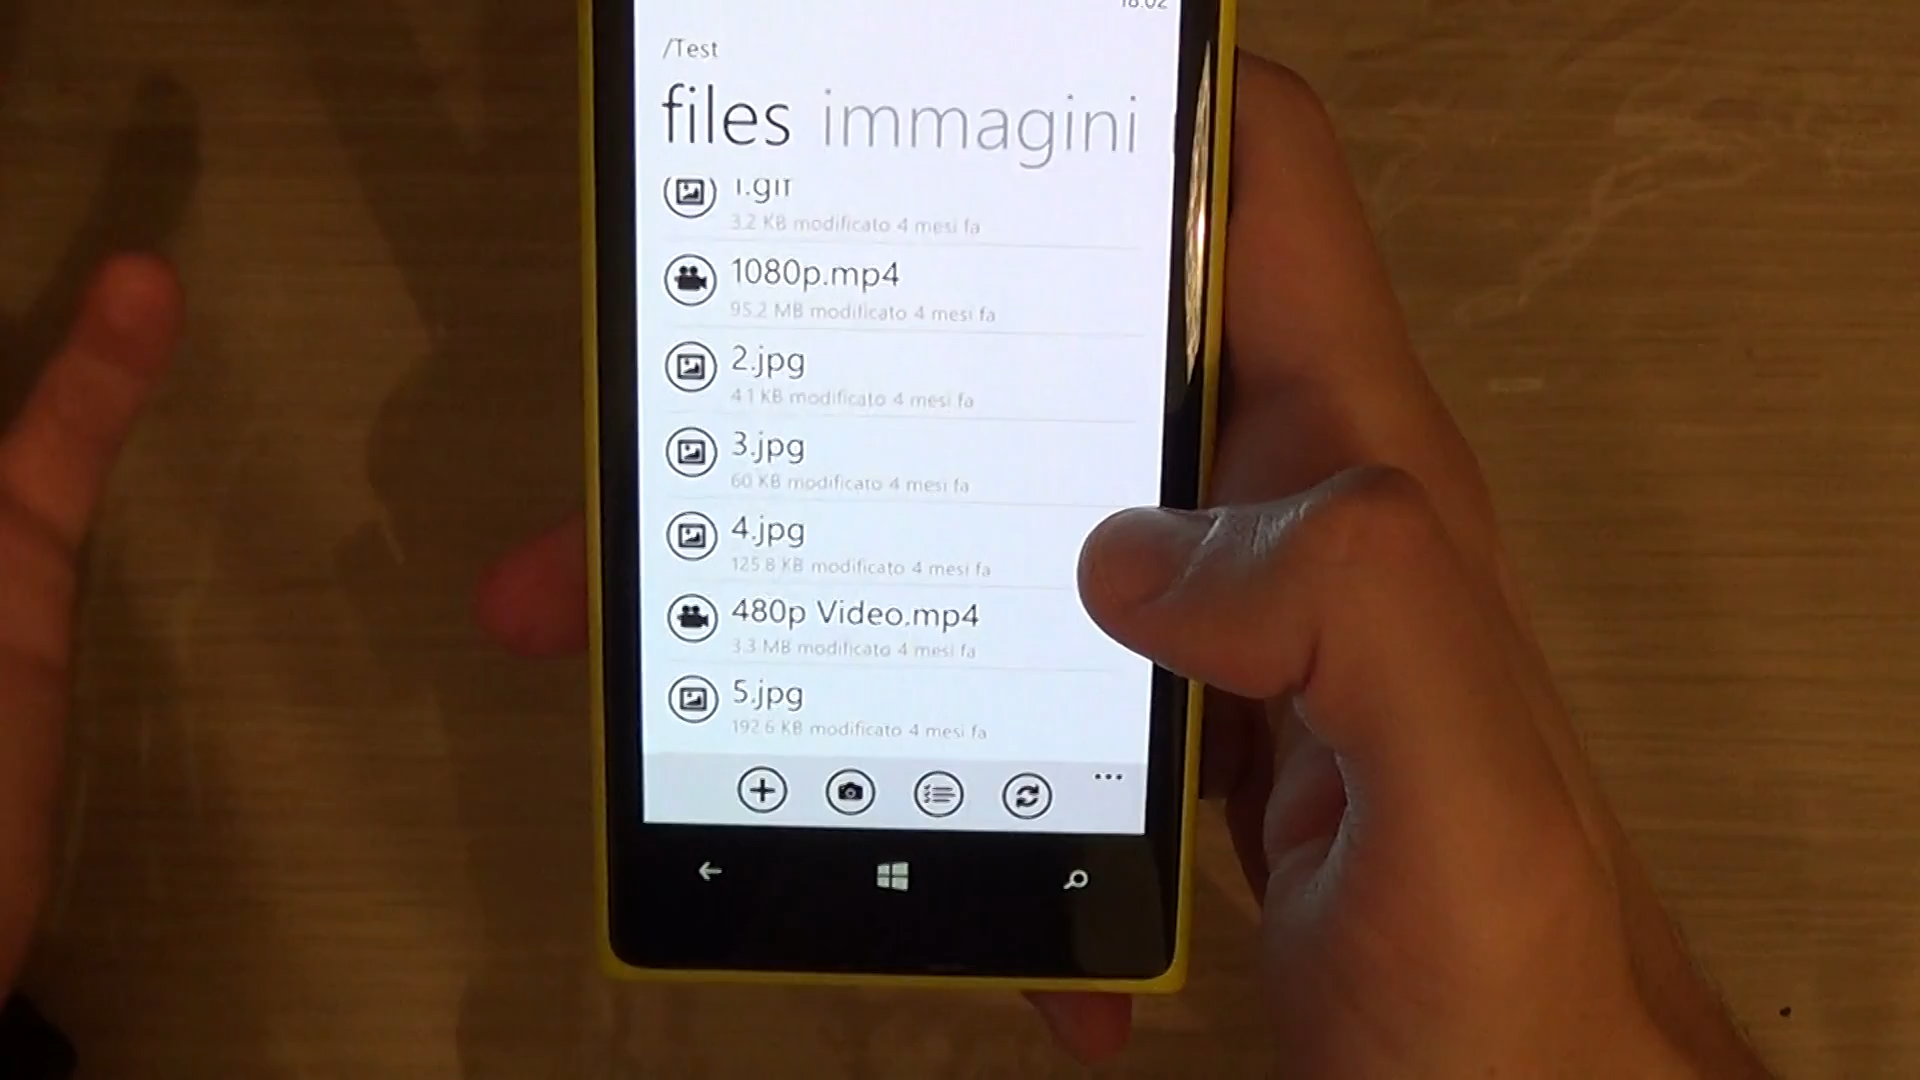 18:02
/Test
files immagini
1.gif
3.2 KB modificato 4 mesi fa
1080p.mp4
95.2 MB modificato 4 mesi fa
2.jpg
41 KB modificato 4 mesi fa
3.jpg
60 KB modificato 4 mesi fa
4.jpg
125.8 KB modificato 4 mesi fa
480p Video.mp4
3.3 MB modificato 4 mesi fa
5.jpg
192.6 KB modificato 4 mesi fa